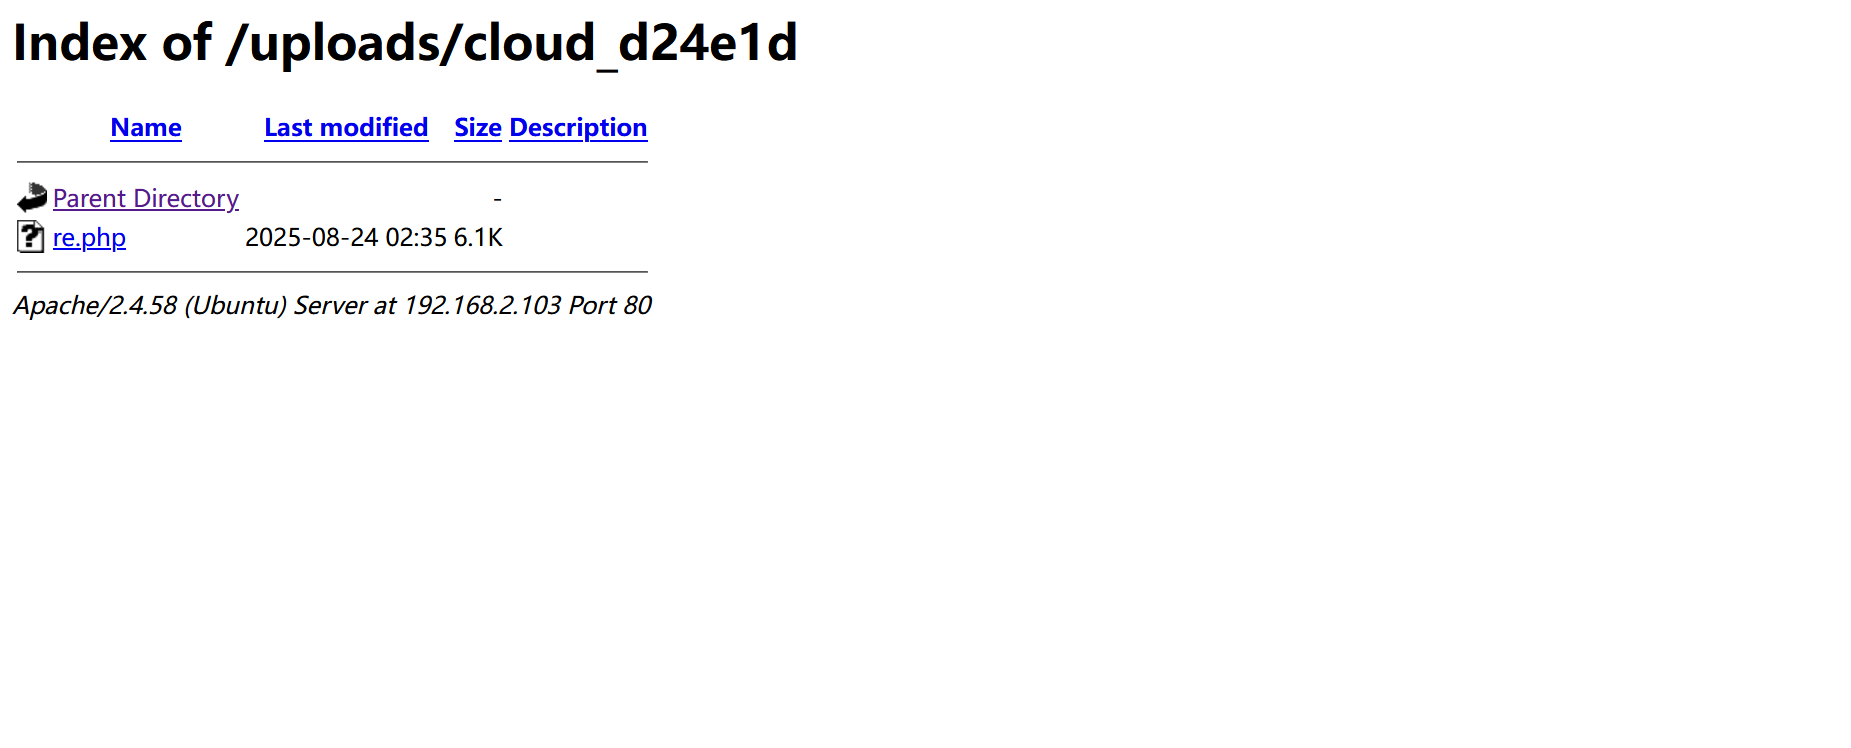 Index of /uploads/cloud_d24e1d
Name Last modified Size Description
Parent Directory -
re.php 2025-08-24 02:35 6.1K
Apache/2.4.58 (Ubuntu) Server at 192.168.2.103 Port 80